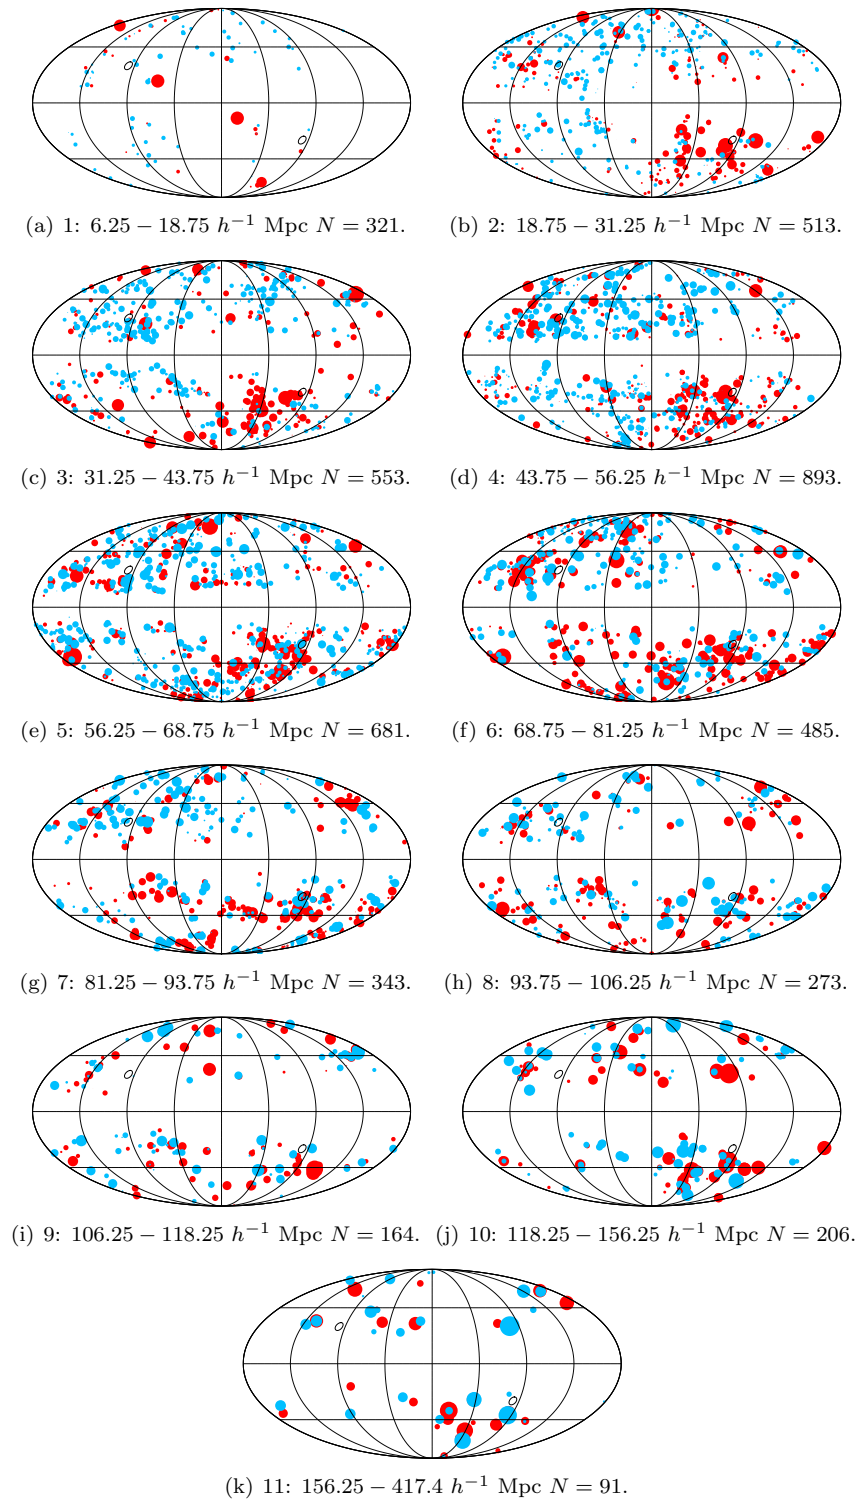 (a) 1: 6.25 − 18.75 h⁻¹ Mpc N = 321.
(b) 2: 18.75 − 31.25 h⁻¹ Mpc N = 513.
(c) 3: 31.25 − 43.75 h⁻¹ Mpc N = 553.
(d) 4: 43.75 − 56.25 h⁻¹ Mpc N = 893.
(e) 5: 56.25 − 68.75 h⁻¹ Mpc N = 681.
(f) 6: 68.75 − 81.25 h⁻¹ Mpc N = 485.
(g) 7: 81.25 − 93.75 h⁻¹ Mpc N = 343.
(h) 8: 93.75 − 106.25 h⁻¹ Mpc N = 273.
(i) 9: 106.25 − 118.25 h⁻¹ Mpc N = 164.
(j) 10: 118.25 − 156.25 h⁻¹ Mpc N = 206.
(k) 11: 156.25 − 417.4 h⁻¹ Mpc N = 91.